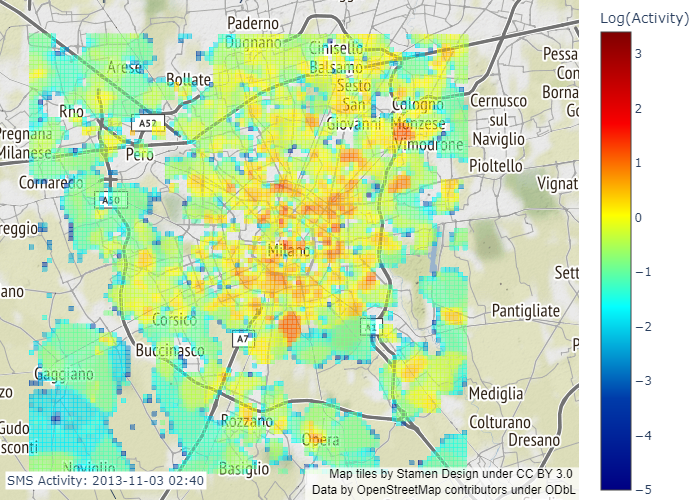 Log(Activity)
3
2
1
0
−1
−2
−3
−4
−5
Paderno
Dugnano
Cinisello
Balsamo
Arese
Bollate
Sesto
San
Giovanni
Cologno
Monzese
Vimodrone
Cernusco
sul
Naviglio
Pessa
Con
Borna
Go
Rho
A52
Pregnana
Milanese
Pero
Pioltello
Cornaredo
Vignat
A50
reggio
Milano
Sett
ano
Pantigliate
Corsico
A1
A7
P
Buccinasco
Gaggiano
zo
Mediglia
Rozzano
Colturano
Gudo
sconti
Opera
Dresano
Noviglio
Basiglio
SMS Activity: 2013-11-03 02:40
Map tiles by Stamen Design under CC BY 3.0
Data by OpenStreetMap contributors under ODbL